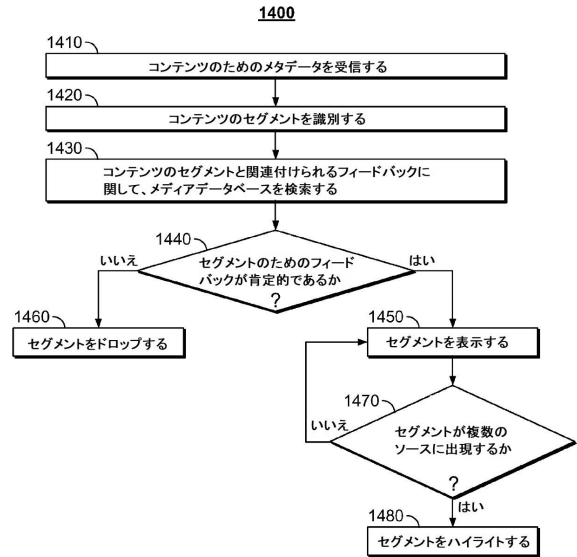 1400
1410
コンテンツのためのメタデータを受信する
1420
コンテンツのセグメントを識別する
1430
コンテンツのセグメントと関連付けられるフィードバックに
関して、メディアデータベースを検索する
1440
いいえ
はい
セグメントのためのフィード
バックが肯定的であるか
?
1460
セグメントをドロップする
1450
セグメントを表示する
1470
いいえ
セグメントが複数の
ソースに出現するか
?
はい
1480
セグメントをハイライトする